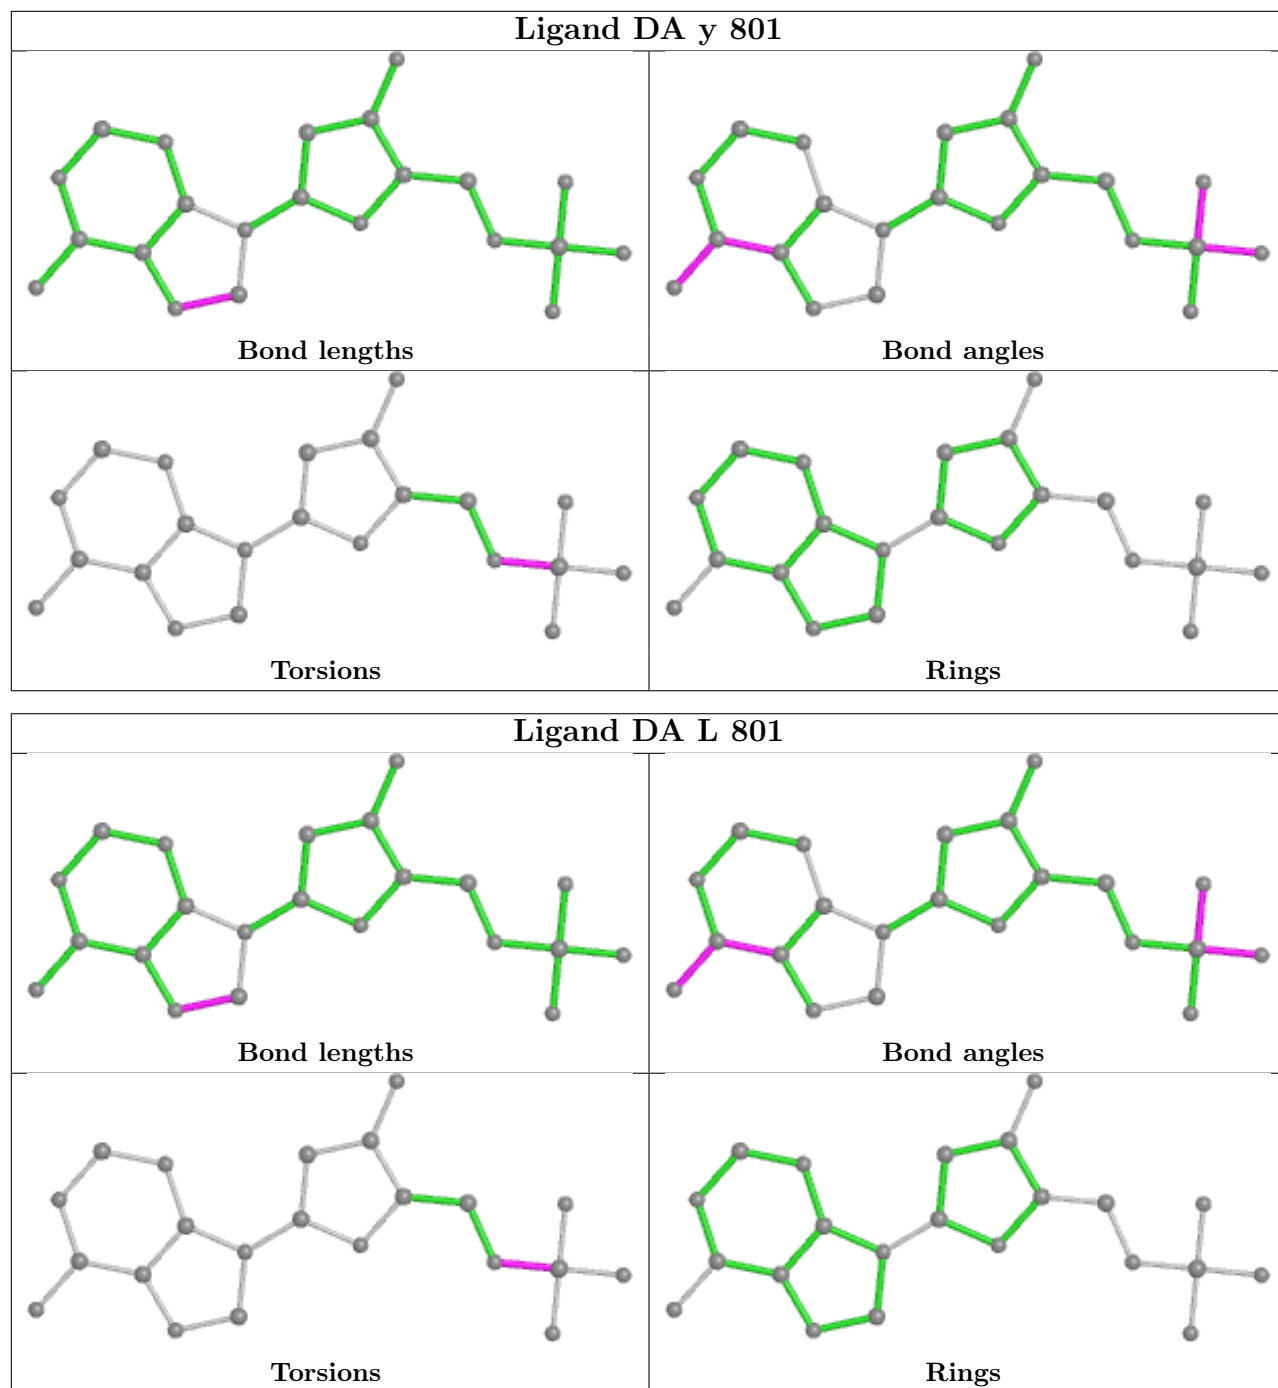 Ligand DA y 801
Bond lengths
Bond angles
Torsions
Rings
Ligand DA L 801
Bond lengths
Bond angles
Torsions
Rings